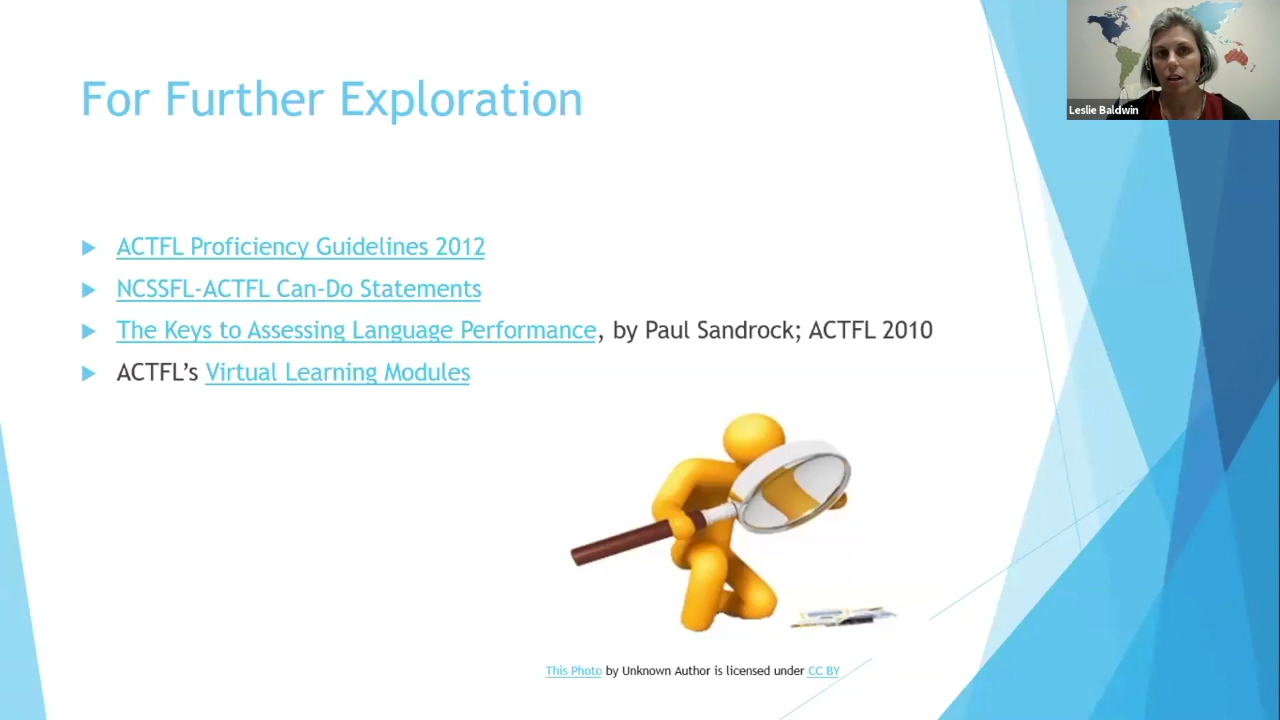 For Further Exploration
Leslie Baldwin
ACTFL Proficiency Guidelines 2012
NCSSFL-ACTFL Can-Do Statements
The Keys to Assessing Language Performance, by Paul Sandrock; ACTFL 2010
ACTFL’s Virtual Learning Modules
This Photo by Unknown Author is licensed under CC BY